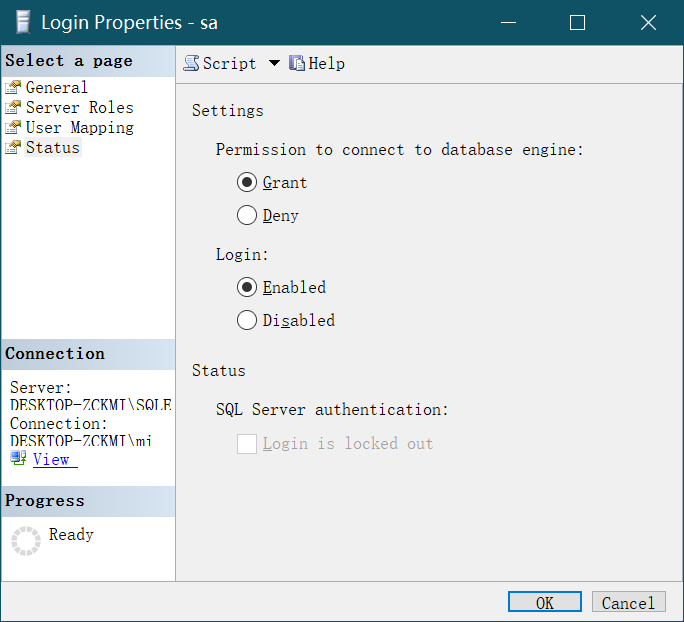 Login Properties - sa
Select a page
General
Server Roles
User Mapping
Status
Connection
Server:
DESKTOP-ZCKMI\SQLE
Connection:
DESKTOP-ZCKMI\mi
View
Progress
Ready
Script
Help
Settings
Permission to connect to database engine:
Grant
Deny
Login:
Enabled
Disabled
Status
SQL Server authentication:
Login is locked out
OK
Cancel